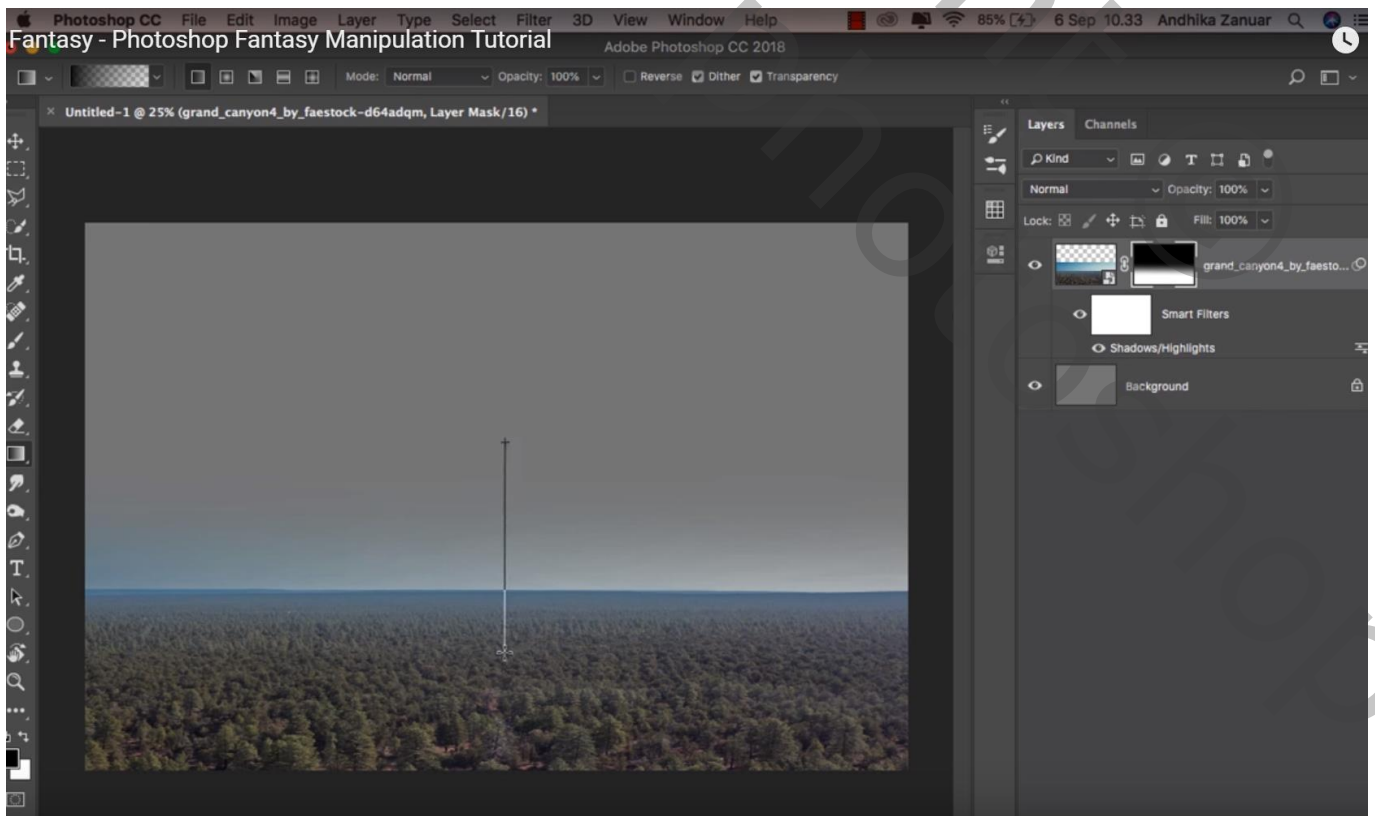 Photoshop CC File Edit Image Layer Type Select Filter 3D View Window Help 85% 6 Sep 10.33 Andhika Zanuar
Fantasy - Photoshop Fantasy Manipulation Tutorial
Adobe Photoshop CC 2018
Mode: Normal Opacity: 100% Reverse Dither Transparency
Untitled-1 @ 25% (grand_canyon4_by_faestock-d64adqm, Layer Mask/16) *
Layers Channels
Kind
Normal Opacity: 100%
Lock: Fill: 100%
grand_canyon4_by_faesto...
Smart Filters
Shadows/Highlights
Background